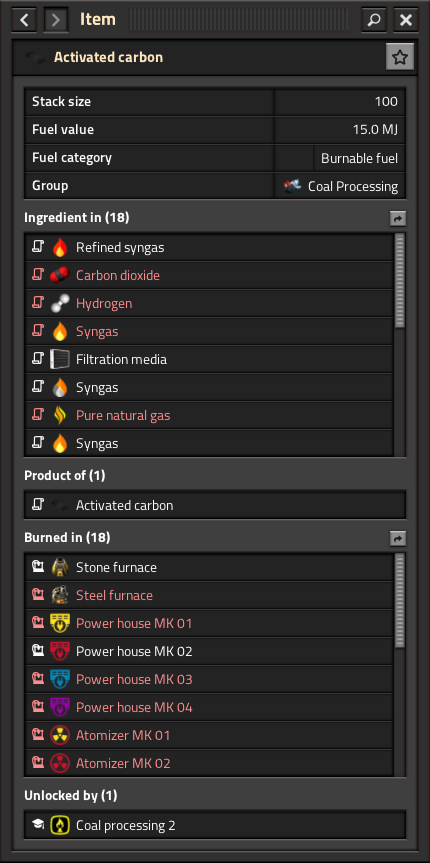 Item
Activated carbon
Stack size 100
Fuel value 15.0 MJ
Fuel category Burnable fuel
Group Coal Processing
Ingredient in (18)
Refined syngas
Carbon dioxide
Hydrogen
Syngas
Filtration media
Syngas
Pure natural gas
Syngas
Product of (1)
Activated carbon
Burned in (18)
Stone furnace
Steel furnace
Power house MK 01
Power house MK 02
Power house MK 03
Power house MK 04
Atomizer MK 01
Atomizer MK 02
Unlocked by (1)
Coal processing 2